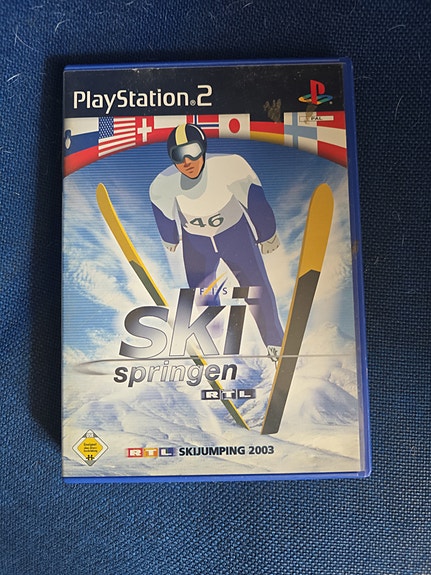 PlayStation®2
PAL
46
FIS
ski
springen
RTL
RTL SKIJUMPING 2003